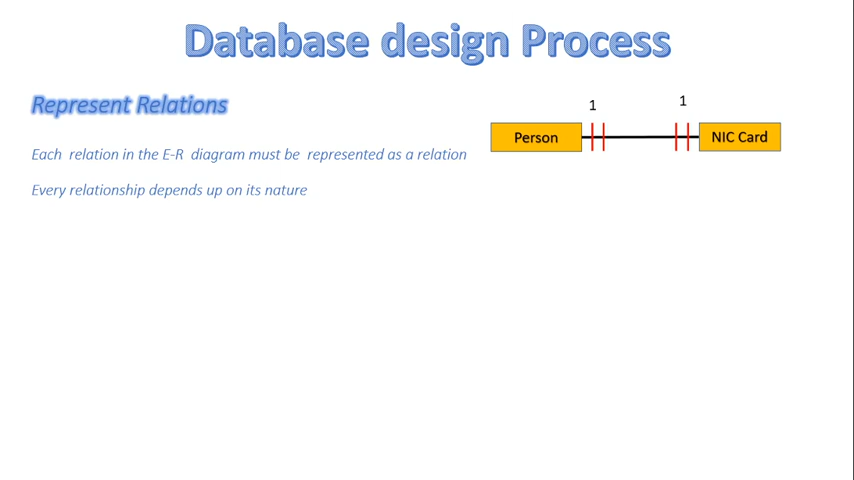 Database design Process
Represent Relations
1
1
Person
NIC Card
Each relation in the E-R diagram must be represented as a relation
Every relationship depends up on its nature